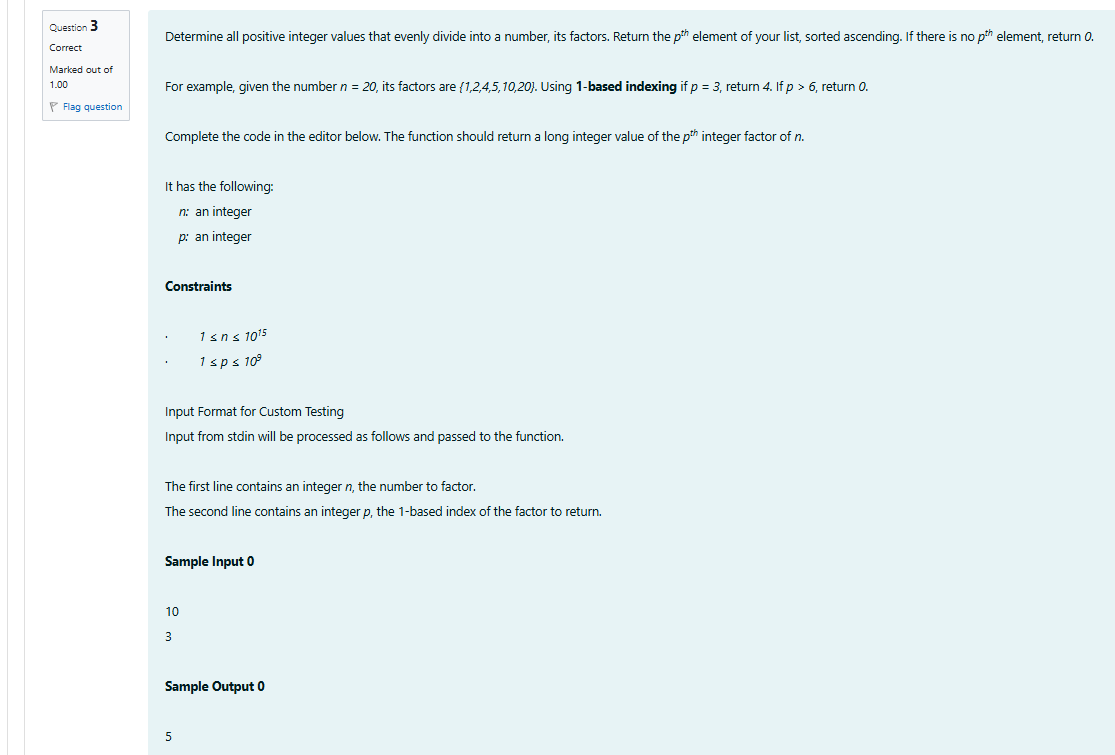 Question 3
Correct
Marked out of
1.00
Flag question
Determine all positive integer values that evenly divide into a number, its factors. Return the pth element of your list, sorted ascending. If there is no pth element, return 0.
For example, given the number n = 20, its factors are {1,2,4,5,10,20}. Using 1-based indexing if p = 3, return 4. If p > 6, return 0.
Complete the code in the editor below. The function should return a long integer value of the pth integer factor of n.
It has the following:
n: an integer
p: an integer
Constraints
· 1 ≤ n ≤ 10¹⁵
· 1 ≤ p ≤ 10⁹
Input Format for Custom Testing
Input from stdin will be processed as follows and passed to the function.
The first line contains an integer n, the number to factor.
The second line contains an integer p, the 1-based index of the factor to return.
Sample Input 0
10
3
Sample Output 0
5